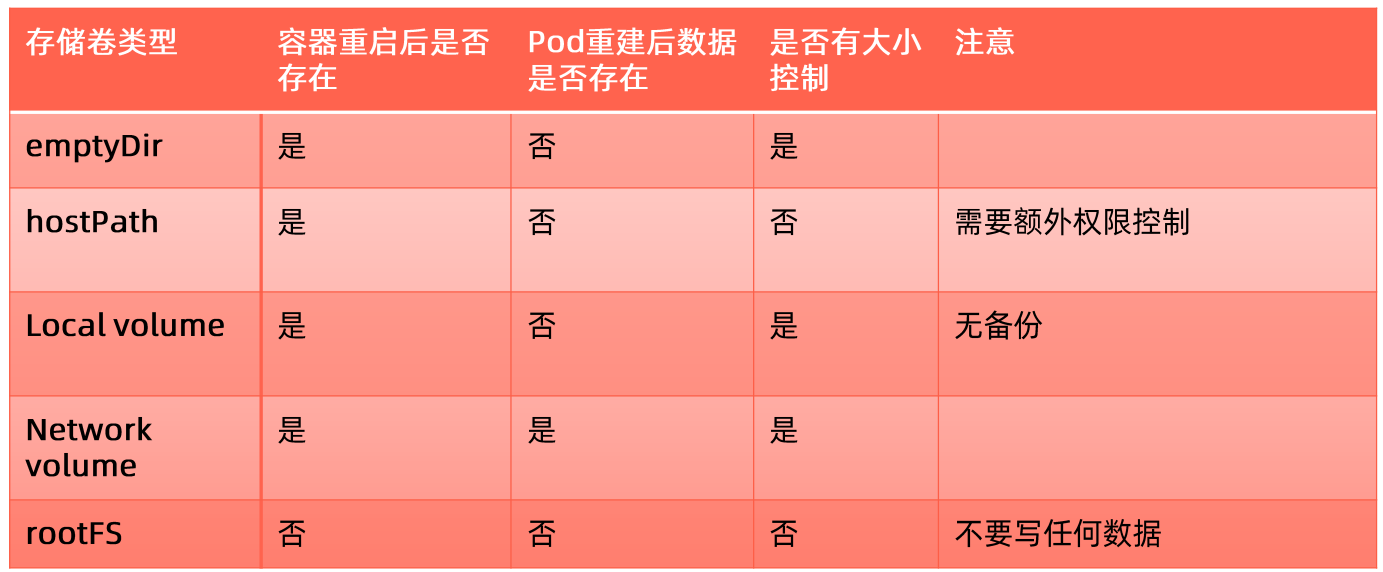 存储卷类型
容器重启后是否
存在
Pod重建后数据
是否存在
是否有大小
控制
注意
emptyDir
是
否
是
hostPath
是
否
否
需要额外权限控制
Local volume
是
否
是
无备份
Network
volume
是
是
是
rootFS
否
否
否
不要写任何数据